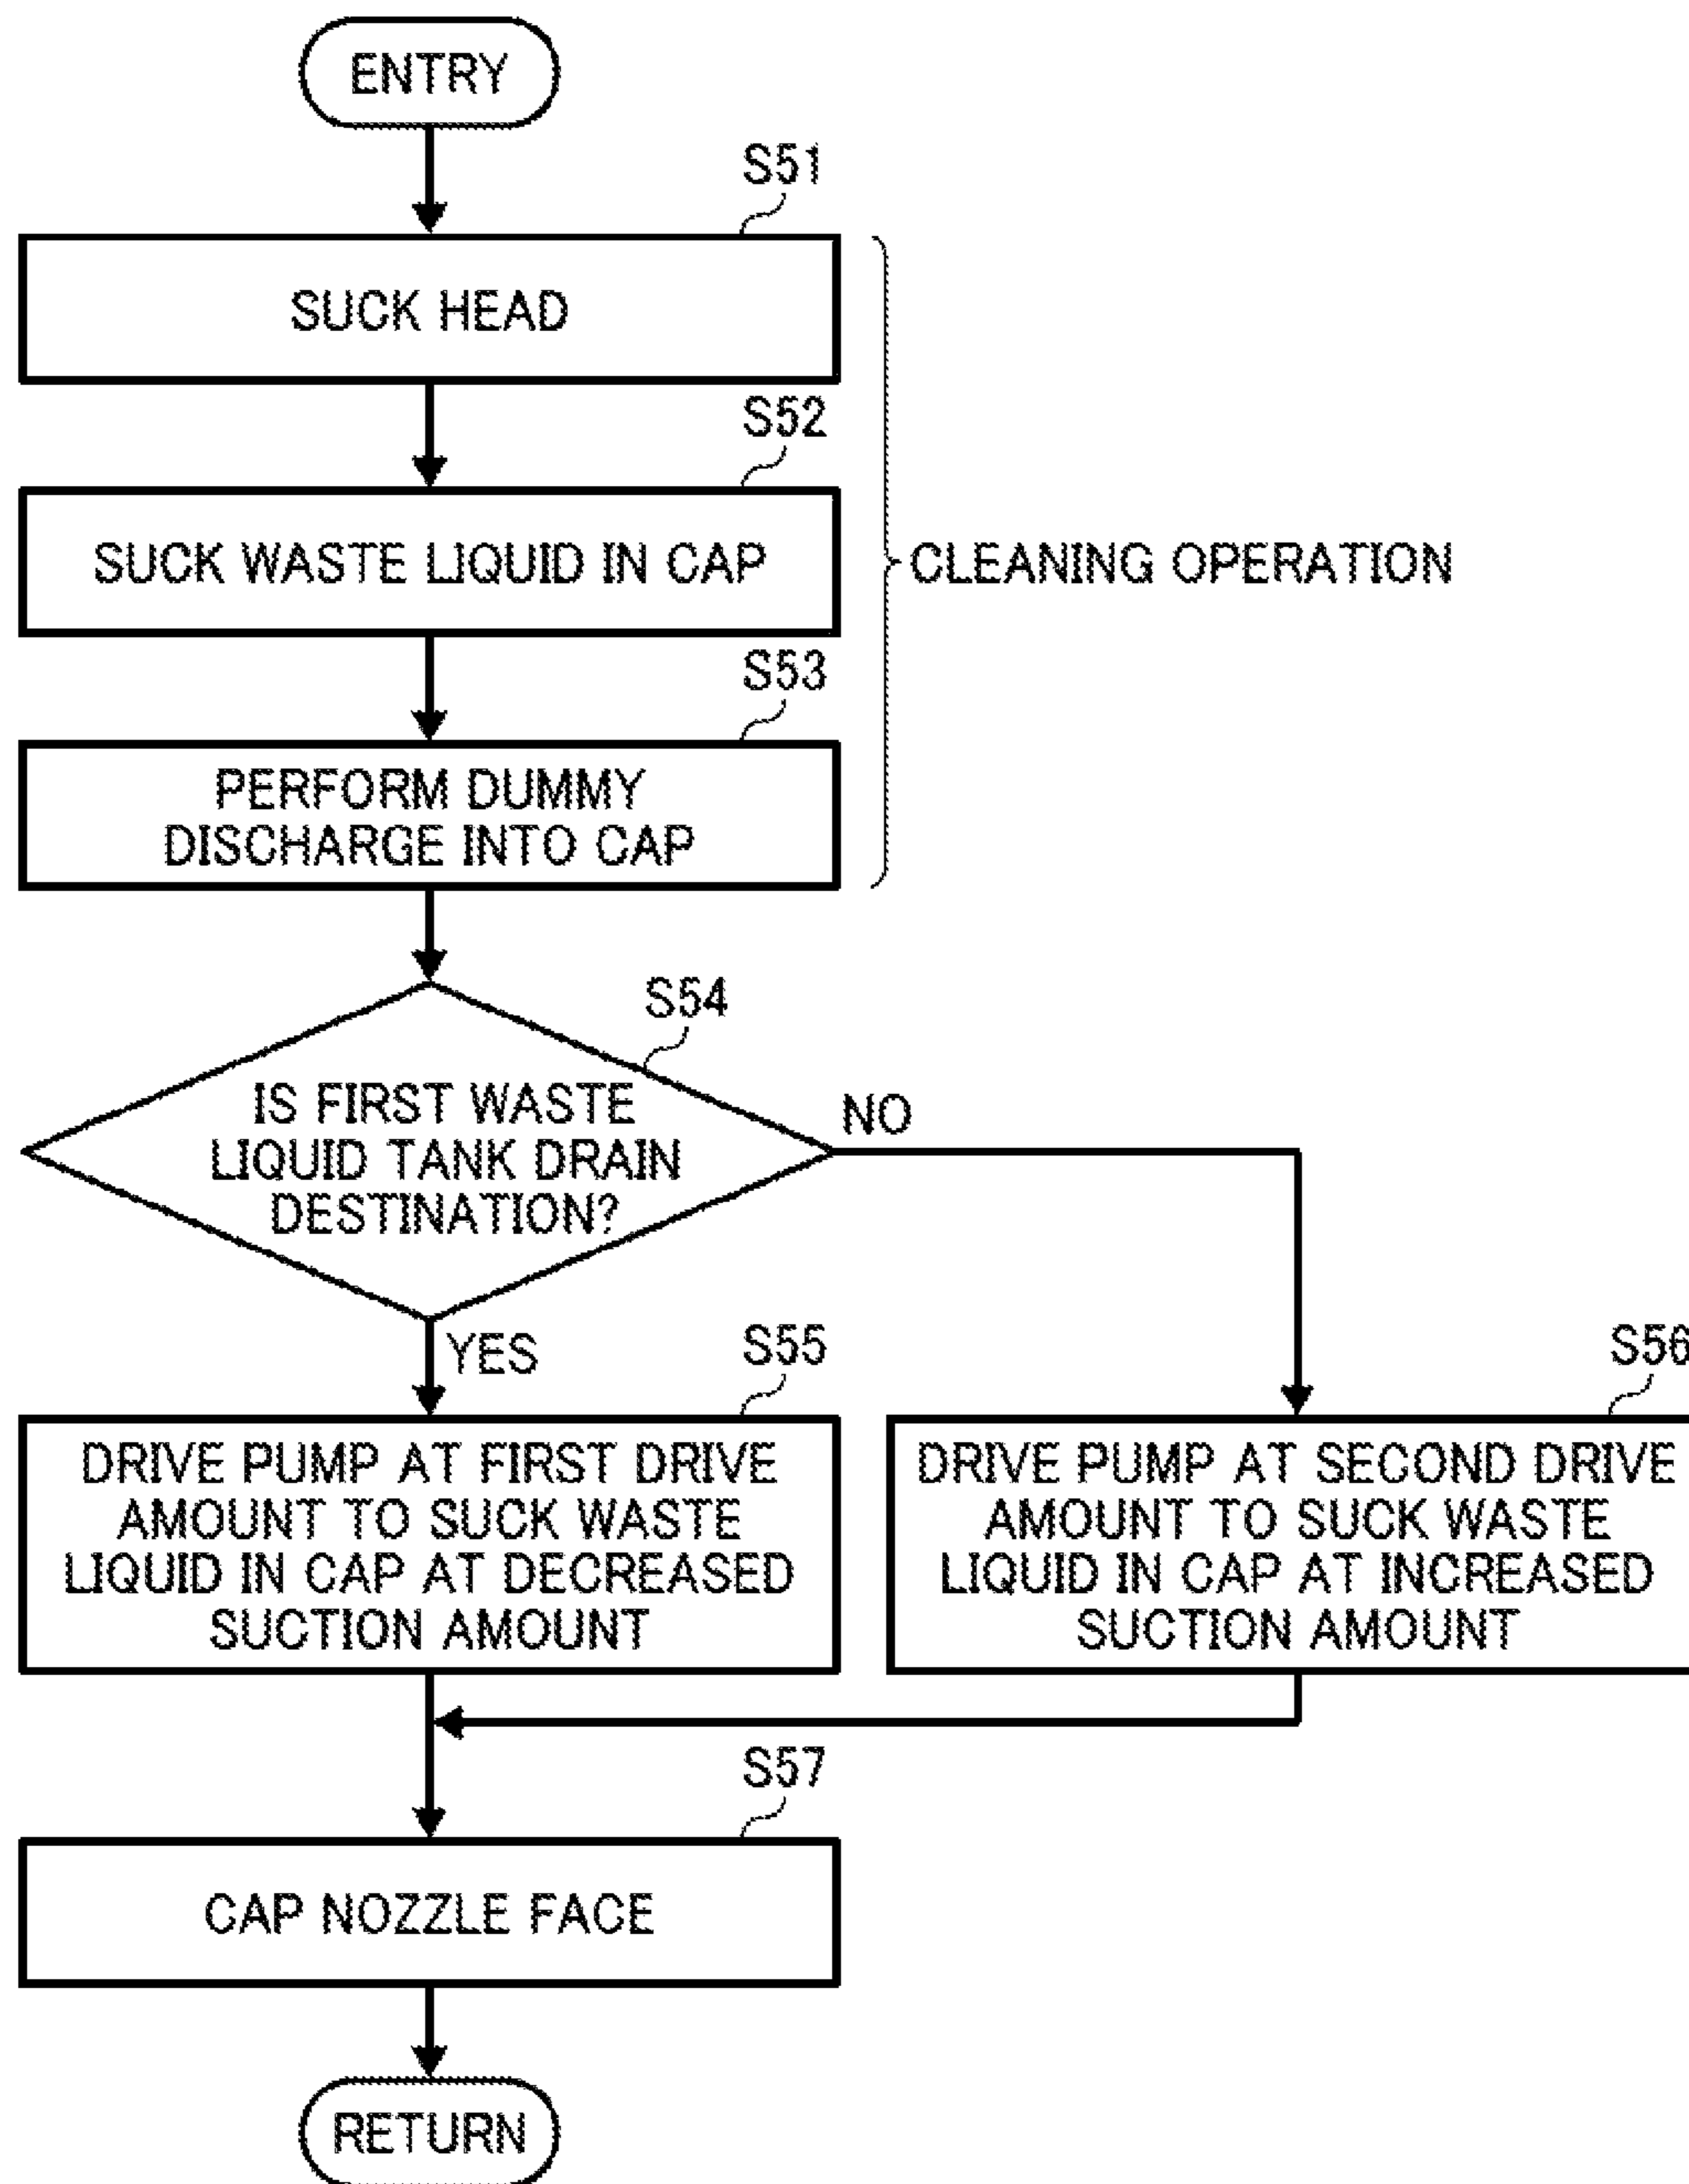 ENTRY
S51
SUCK HEAD
S52
SUCK WASTE LIQUID IN CAP
CLEANING OPERATION
S53
PERFORM DUMMY
DISCHARGE INTO CAP
S54
IS FIRST WASTE
LIQUID TANK DRAIN
DESTINATION?
NO
YES
S55
DRIVE PUMP AT FIRST DRIVE
AMOUNT TO SUCK WASTE
LIQUID IN CAP AT DECREASED
SUCTION AMOUNT
S56
DRIVE PUMP AT SECOND DRIVE
AMOUNT TO SUCK WASTE
LIQUID IN CAP AT INCREASED
SUCTION AMOUNT
S57
CAP NOZZLE FACE
RETURN